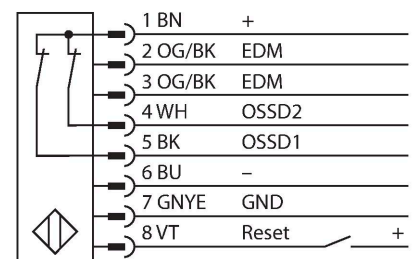 1 BN +
2 OG/BK EDM
3 OG/BK EDM
4 WH OSSD2
5 BK OSSD1
6 BU –
7 GNYE GND
8 VT Reset +